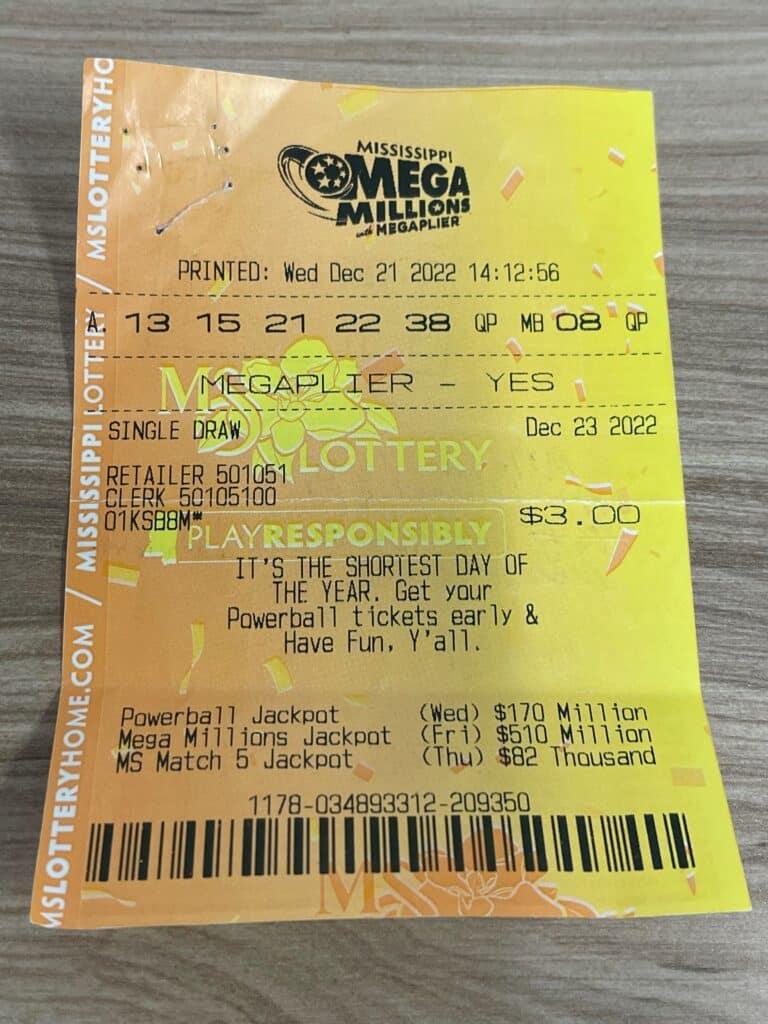 MISSISSIPPI
MEGA
MILLIONS
with MEGAPLIER
PRINTED: Wed Dec 21 2022 14:12:56
A. 13 15 21 22 38 QP MB 08 QP
MEGAPLIER - YES
MS LOTTERY
SINGLE DRAW Dec 23 2022
RETAILER 501051
CLERK 50105100
01KSB8M* $3.00
PLAY RESPONSIBLY
IT'S THE SHORTEST DAY OF
THE YEAR. Get your
Powerball tickets early &
Have Fun, Y'all.
Powerball Jackpot (Wed) $170 Million
Mega Millions Jackpot (Fri) $510 Million
MS Match 5 Jackpot (Thu) $82 Thousand
1178-034893312-209350
MS
MSLOTTERYHOME.COM / MISSISSIPPI LOTTERY / MSLOTTERYHO